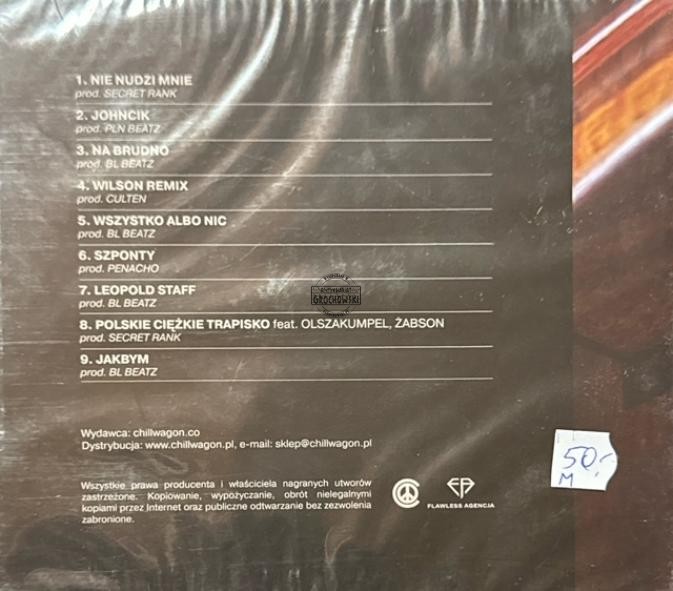 1. NIE NUDZI MNIE
prod. SECRET RANK
2. JOHNCIK
prod. PLN BEATZ
3. NA BRUDNO
prod. BL BEATZ
4. WILSON REMIX
prod. CULTEN
5. WSZYSTKO ALBO NIC
prod. BL BEATZ
6. SZPONTY
prod. PENACHO
7. LEOPOLD STAFF
prod. BL BEATZ
GROCHOWSKI
8. POLSKIE CIĘŻKIE TRAPISKO feat. OLSZAKUMPEL, ŻABSON
prod. SECRET RANK
9. JAKBYM
prod. BL BEATZ
Wydawca: chillwagon.co
Dystrybucja: www.chillwagon.pl, e-mail: sklep@chillwagon.pl
50,-
M
Wszystkie prawa producenta i właściciela nagranych utworów
zastrzeżone. Kopiowanie, wypożyczanie, obrót nielegalnymi
kopiami przez Internet oraz publiczne odtwarzanie bez zezwolenia
zabronione.
FLAWLESS AGENCJA